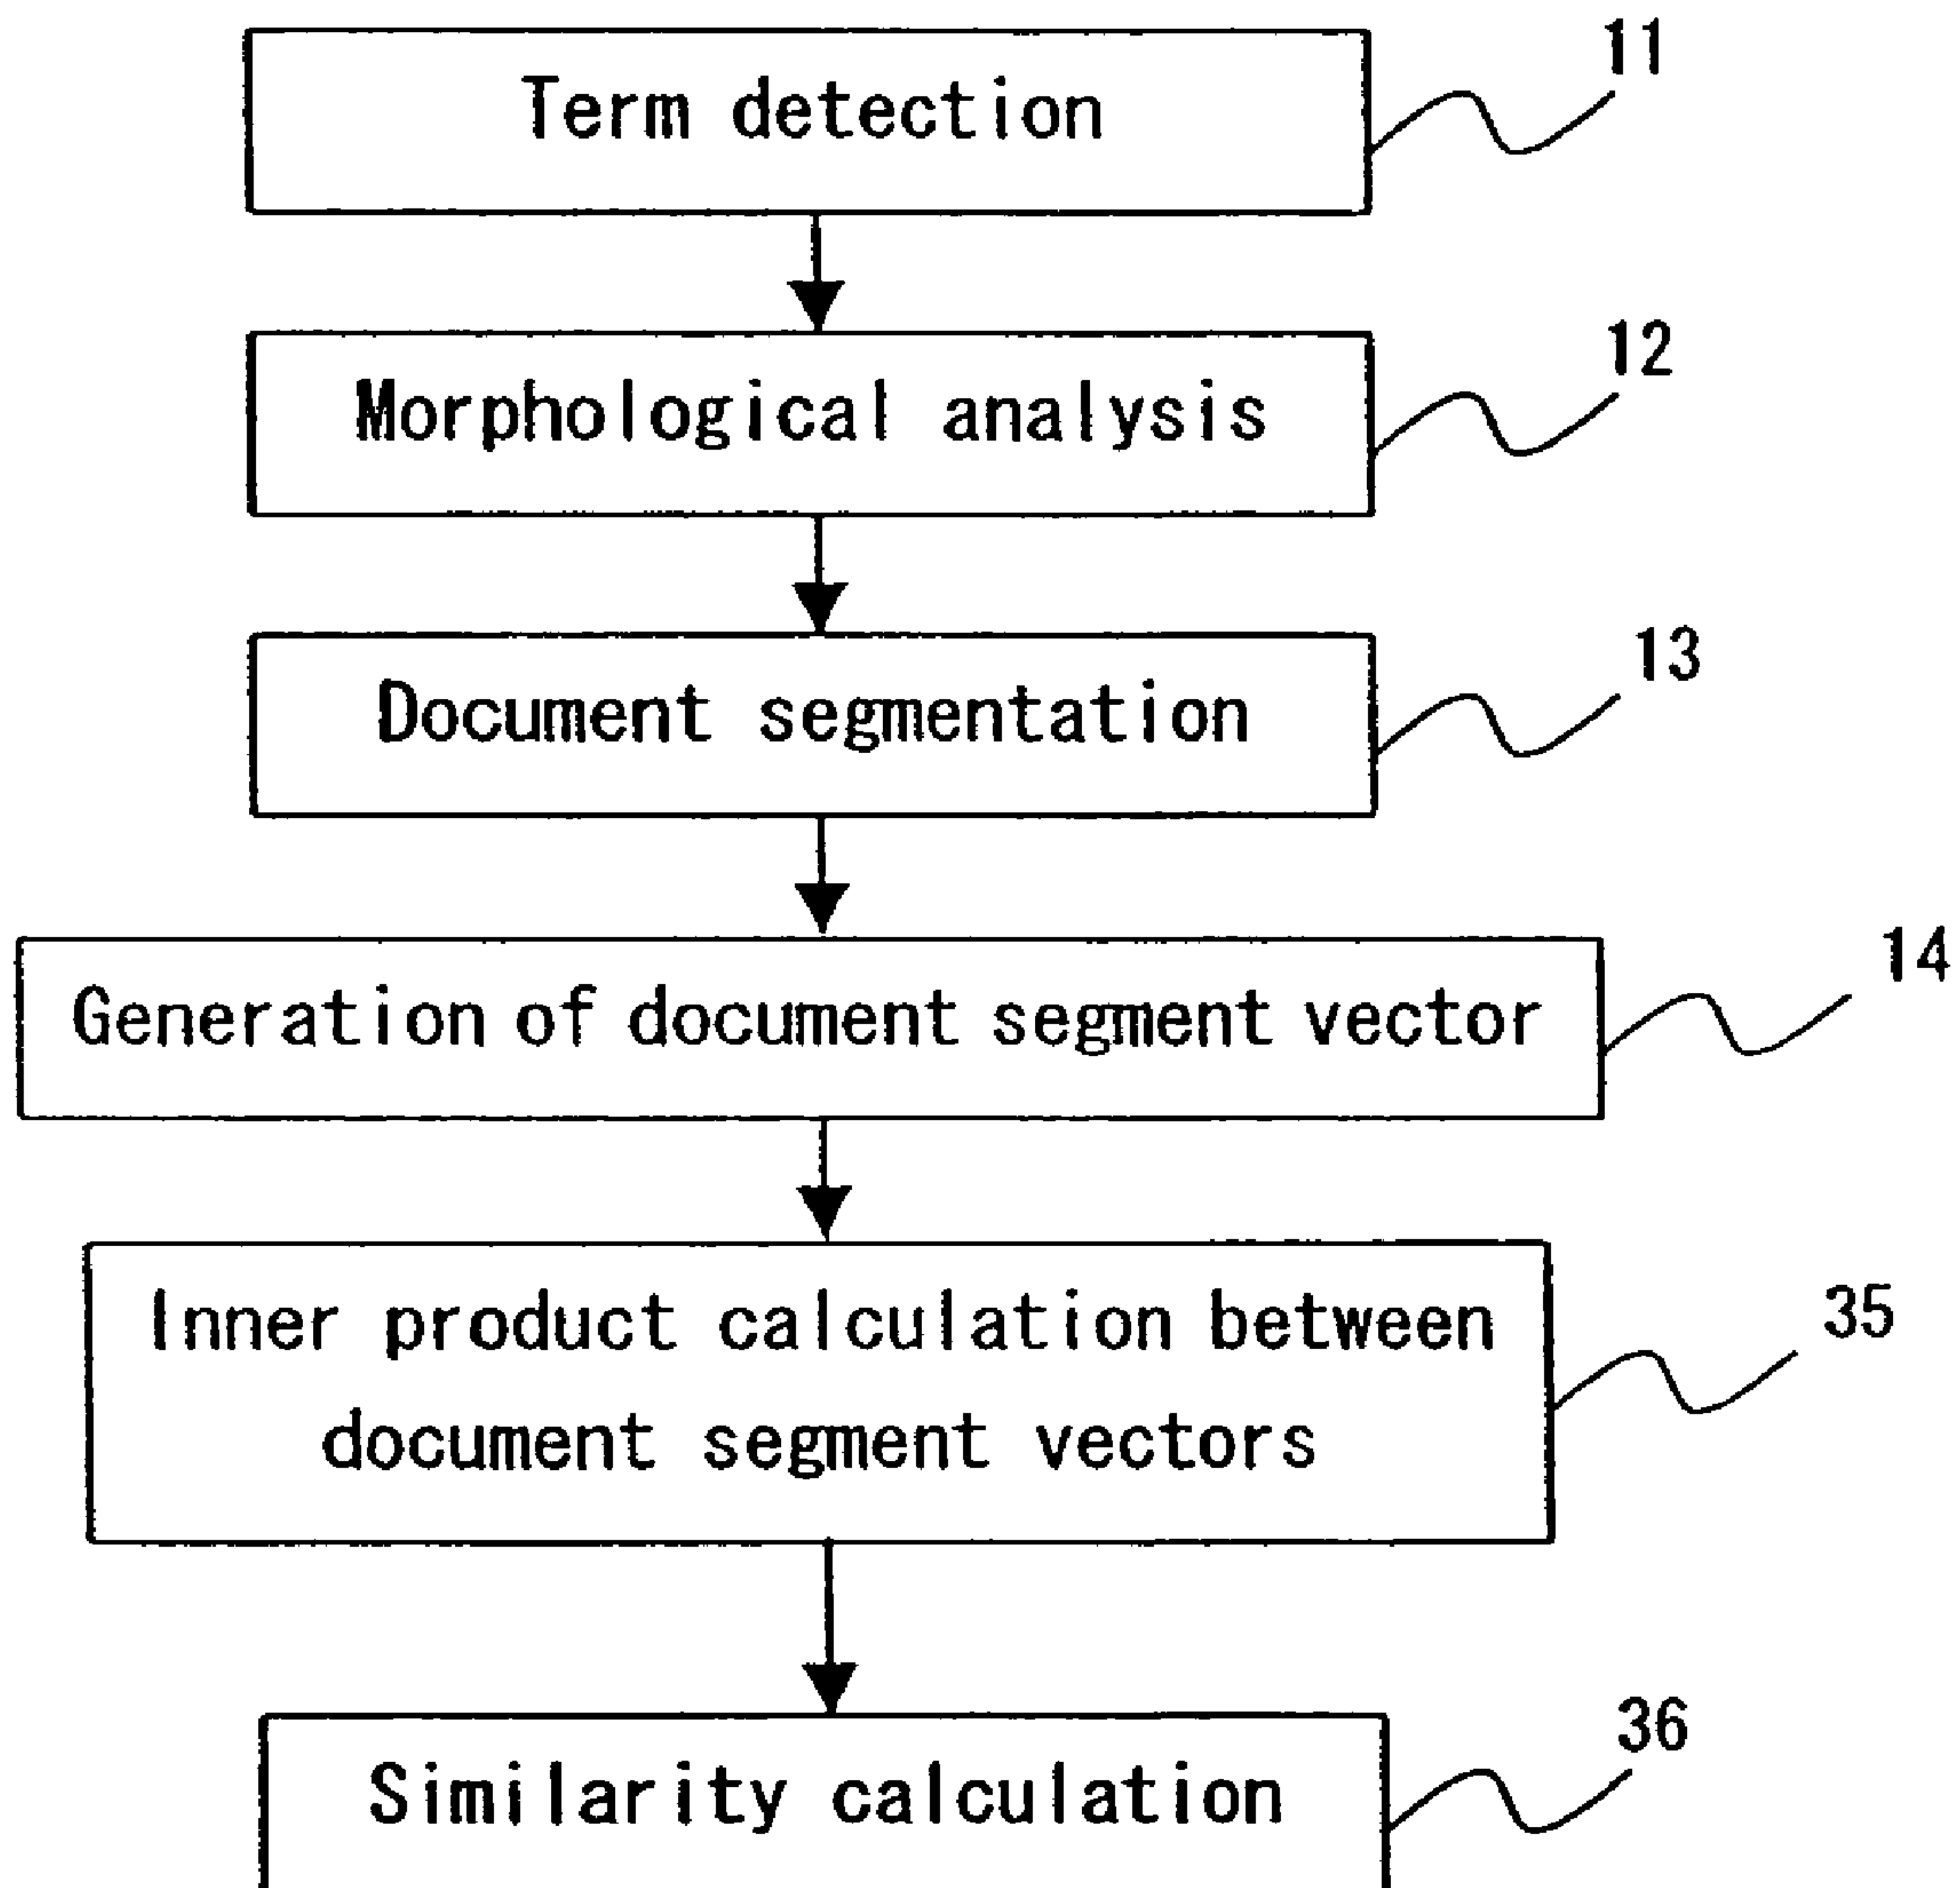 11
Term detection
12
Morphological analysis
13
Document segmentation
14
Generation of document segment vector
35
Inner product calculation between
document segment vectors
36
Similarity calculation